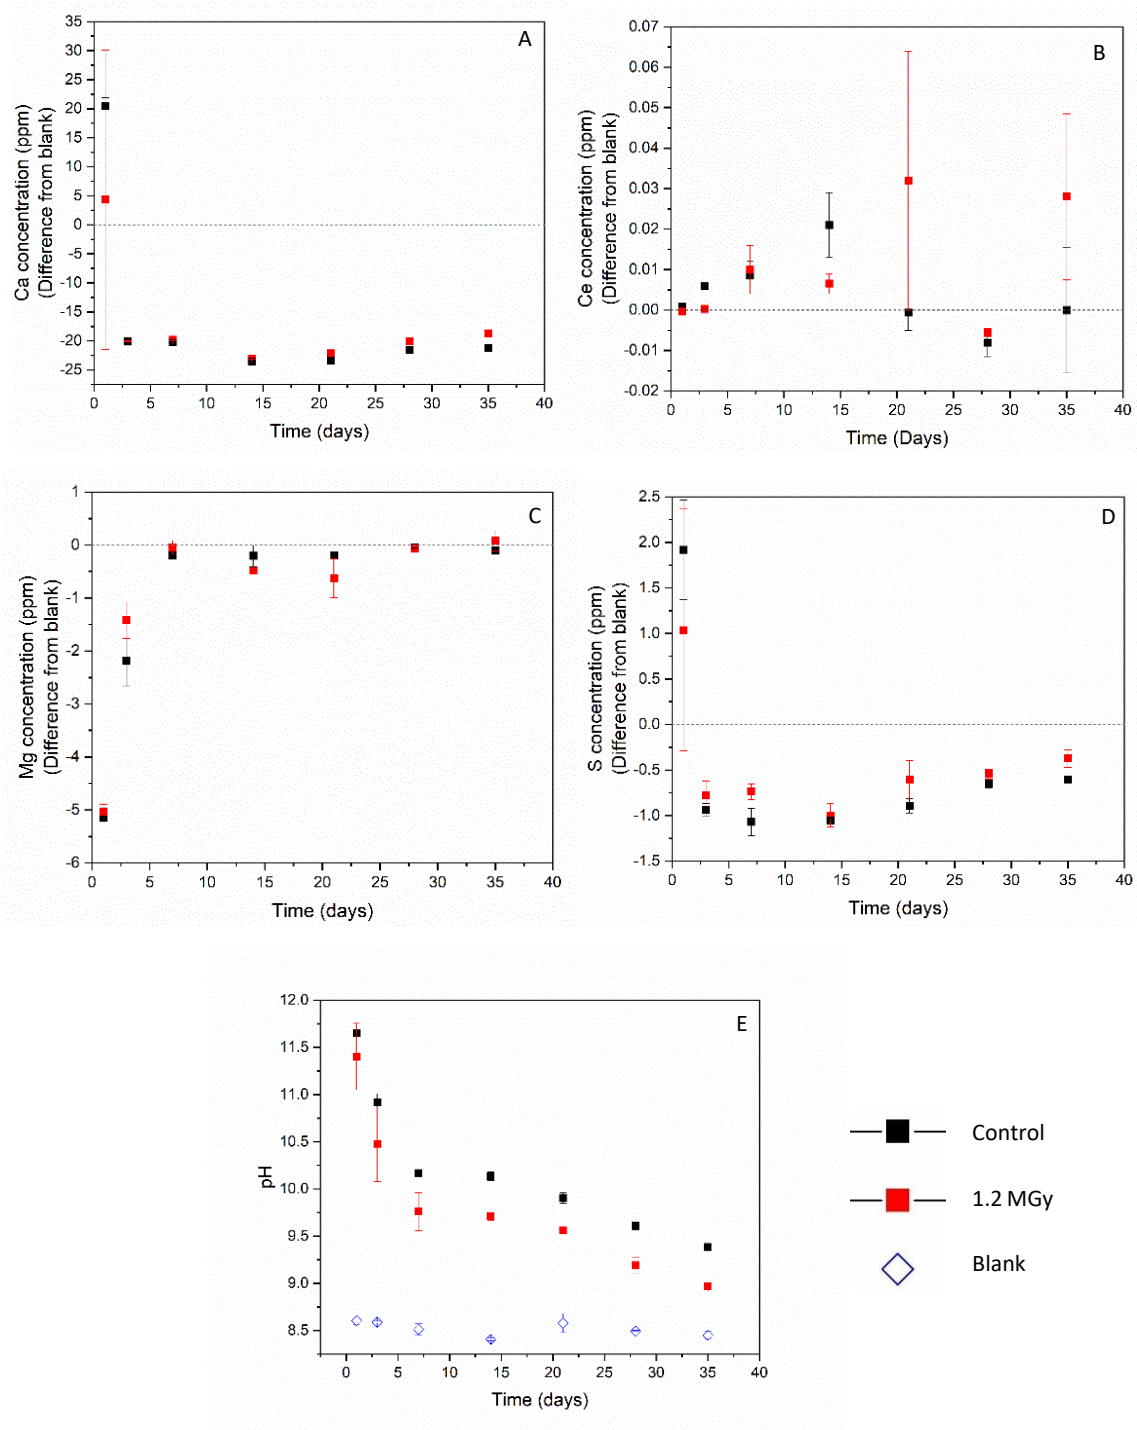 A
Ca concentration (ppm)
(Difference from blank)
35
30
25
20
15
10
5
0
-5
-10
-15
-20
-25
0 5 10 15 20 25 30 35 40
Time (days)
B
Ce concentration (ppm)
(Difference from blank)
0.07
0.06
0.05
0.04
0.03
0.02
0.01
0.00
-0.01
-0.02
0 5 10 15 20 25 30 35 40
Time (Days)
C
Mg concentration (ppm)
(Difference from blank)
1
0
-1
-2
-3
-4
-5
-6
0 5 10 15 20 25 30 35 40
Time (days)
D
S concentration (ppm)
(Difference from blank)
2.5
2.0
1.5
1.0
0.5
0.0
-0.5
-1.0
-1.5
0 5 10 15 20 25 30 35 40
Time (days)
E
pH
12.0
11.5
11.0
10.5
10.0
9.5
9.0
8.5
0 5 10 15 20 25 30 35 40
Time (days)
Control
1.2 MGy
Blank